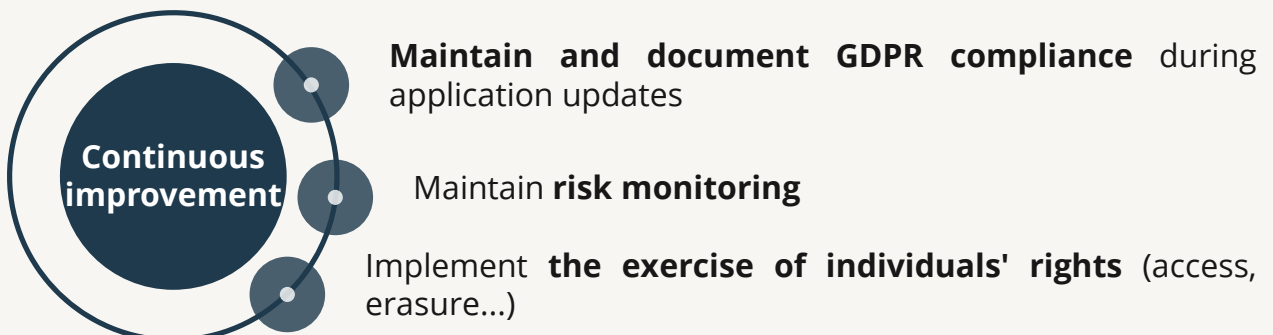 Continuous
improvement
Maintain and document GDPR compliance during
application updates
Maintain risk monitoring
Implement the exercise of individuals' rights (access,
erasure...)